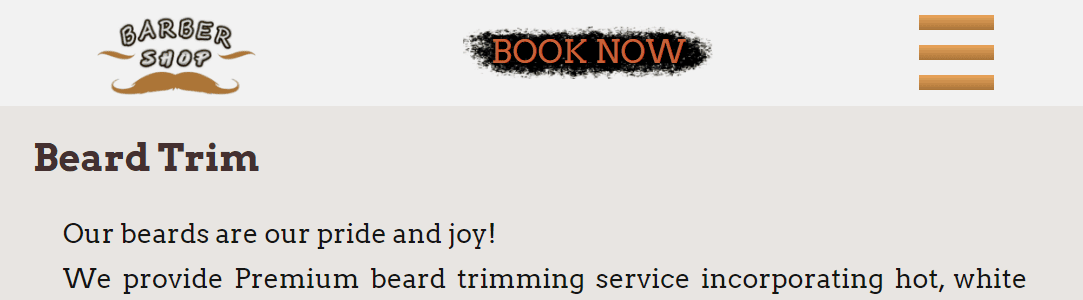 BARBER
SHOP
BOOK NOW
Beard Trim
Our beards are our pride and joy!
We provide Premium beard trimming service incorporating hot, white